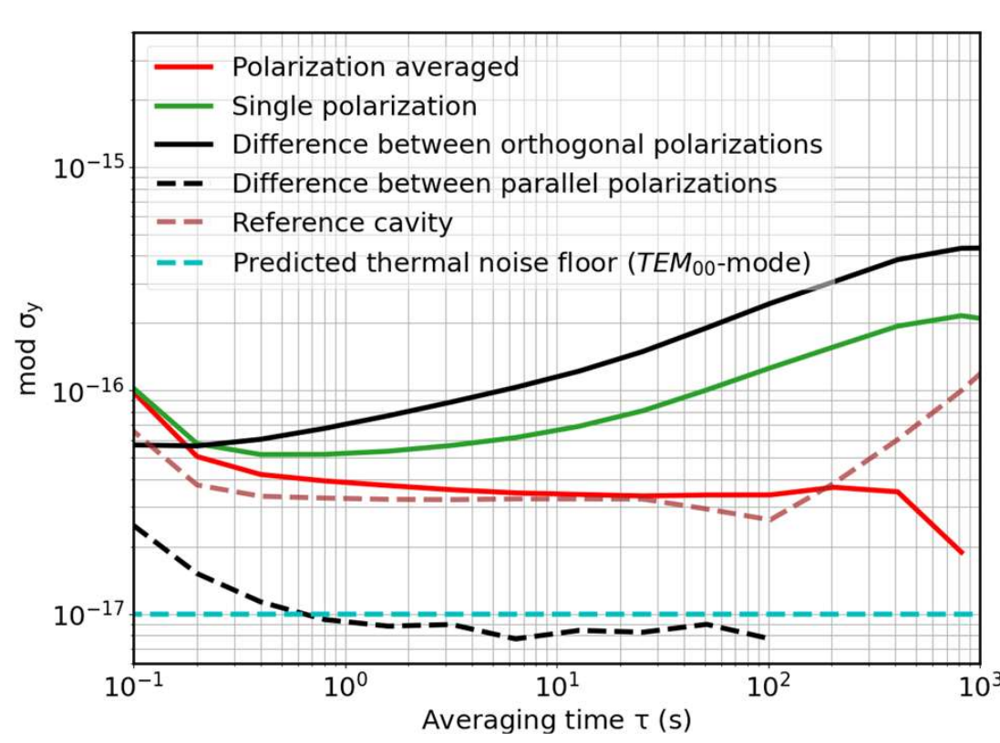 Polarization averaged
Single polarization
Difference between orthogonal polarizations
Difference between parallel polarizations
Reference cavity
Predicted thermal noise floor (TEM₀₀-mode)
10⁻¹⁵
10⁻¹⁶
10⁻¹⁷
mod σᵧ
10⁻¹ 10⁰ 10¹ 10² 10³
Averaging time τ (s)